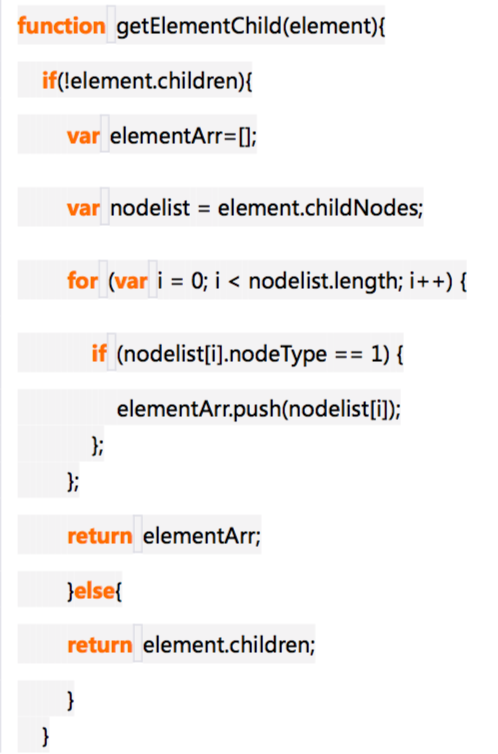 function getElementChild(element){
if(!element.children){
var elementArr=[];
var nodelist = element.childNodes;
for (var i = 0; i < nodelist.length; i++) {
if (nodelist[i].nodeType == 1) {
elementArr.push(nodelist[i]);
};
};
return elementArr;
}else{
return element.children;
}
}